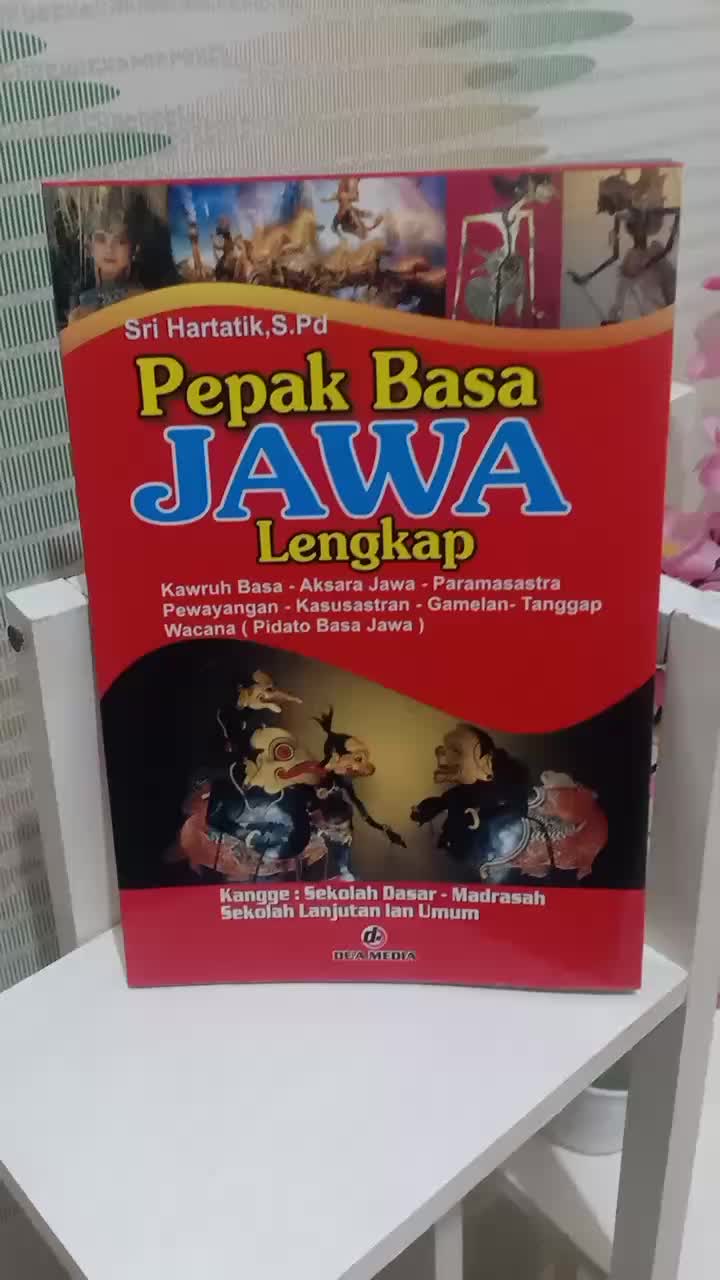 Sri Hartatik,S.Pd
Pepak Basa
JAWA
Lengkap
Kawruh Basa - Aksara Jawa - Paramasastra
Pewayangan - Kasusastran - Gamelan- Tanggap
Wacana ( Pidato Basa Jawa )
Kangge : Sekolah Dasar - Madrasah
Sekolah Lanjutan lan Umum
d.
DUA MEDIA